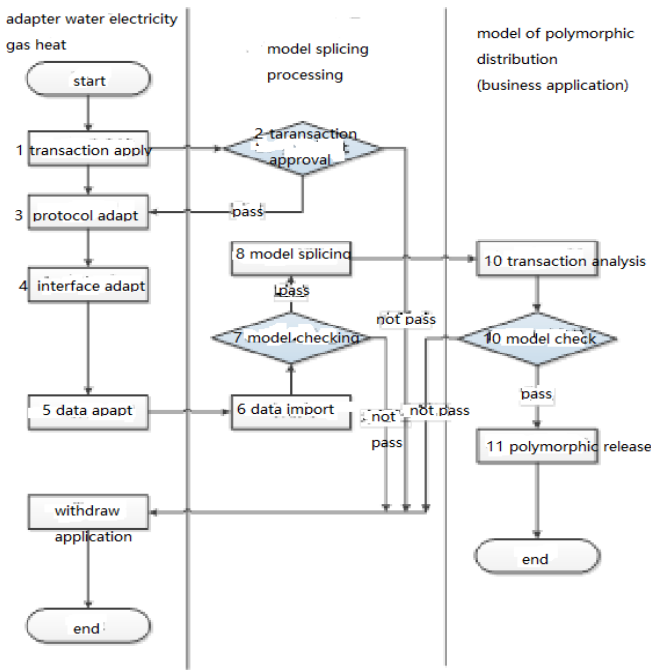 adapter water electricity
gas heat
model splicing
processing
model of polymorphic
distribution
(business application)
start
1 transaction apply
2 taransaction
approval
3 protocol adapt
pass
8 model splicing
10 transaction analysis
4 interface adapt
pass
not pass
7 model checking
10 model check
pass
5 data apapt
6 data import
not
pass
not pass
11 polymorphic release
withdraw
application
end
end